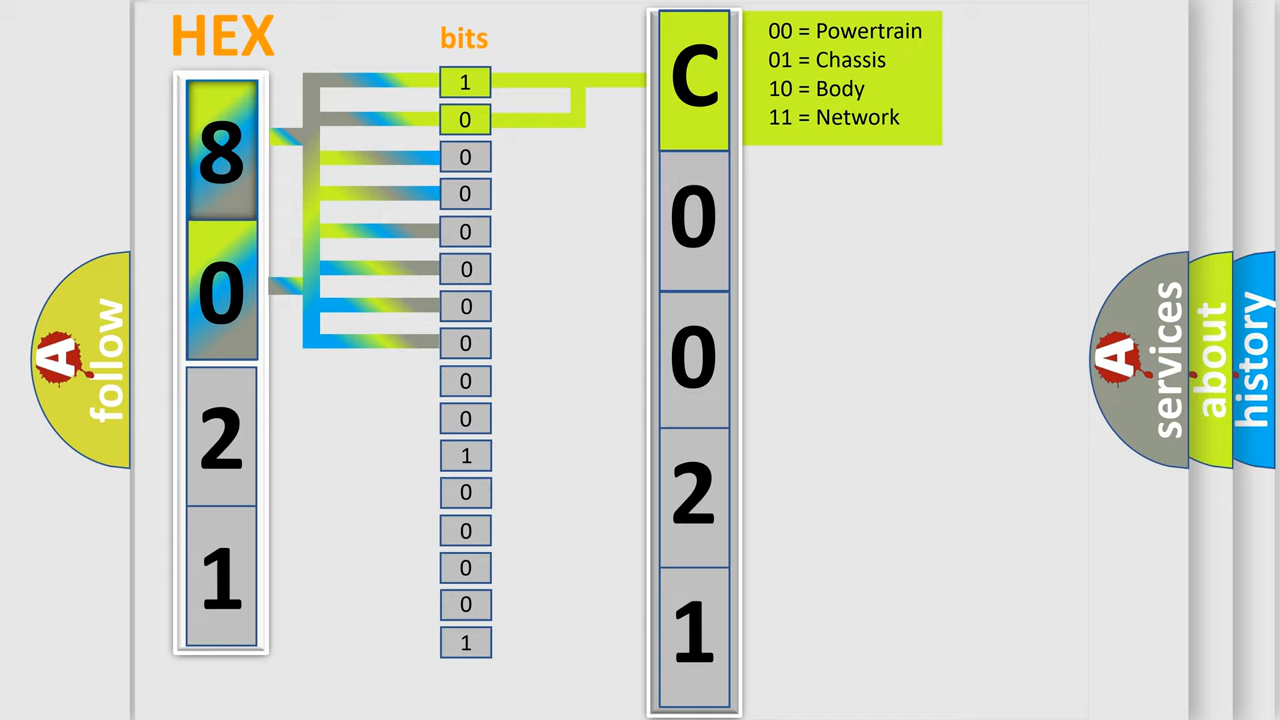 HEX
bits
8
0
2
1
1
0
0
0
0
0
0
0
0
0
1
0
0
0
0
1
C
0
0
2
1
00 = Powertrain
01 = Chassis
10 = Body
11 = Network
A
follow
A
services
about
history